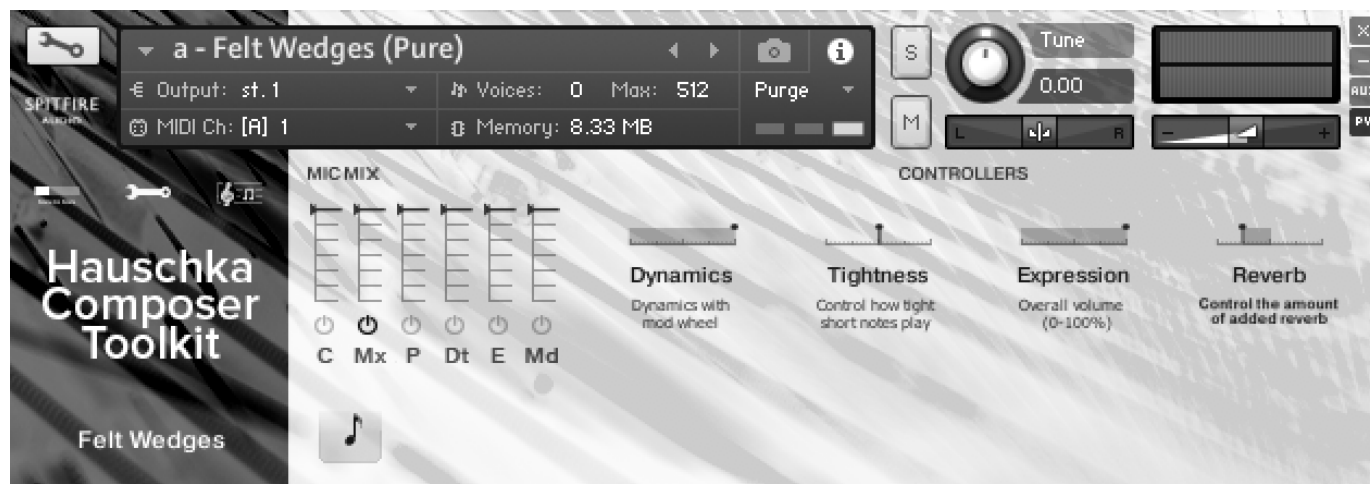 a - Felt Wedges (Pure)
S
Tune
SPITFIRE
Output: st. 1
Voices: 0 Max: 512
Purge
0.00
AUX
MIDI Ch: [A] 1
Memory: 8.33 MB
M
L
R
-
+
PV
MIC MIX
CONTROLLERS
Hauschka
Composer
Toolkit
Dynamics
Tightness
Expression
Reverb
Dynamics with
mod wheel
Control how tight
short notes play
Overall volume
(0-100%)
Control the amount
of added reverb
C Mx P Dt E Md
Felt Wedges